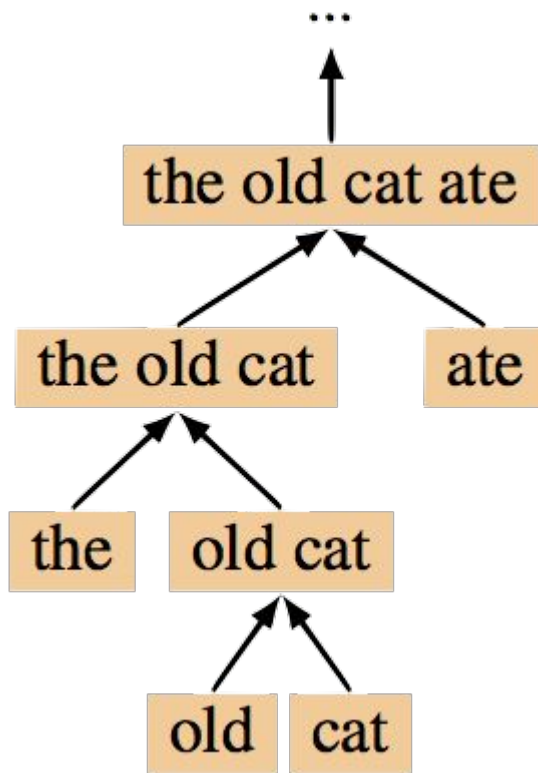 ...
the old cat ate
the old cat
ate
the
old cat
old
cat